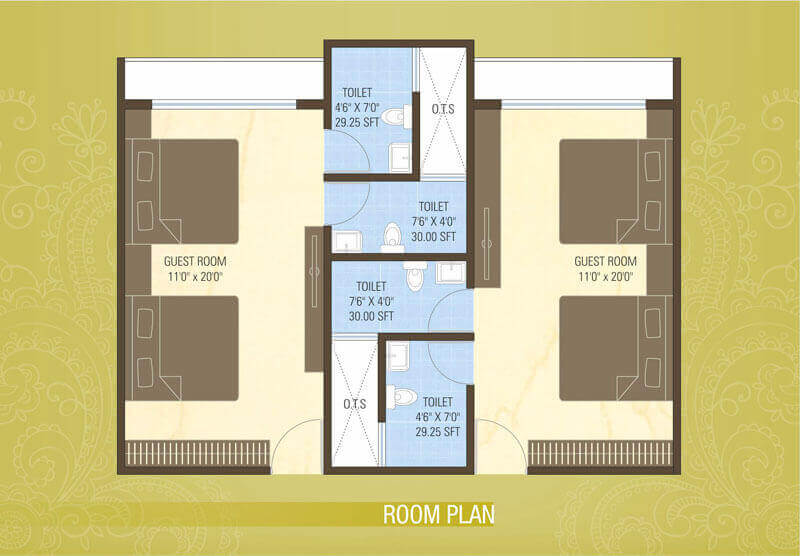 TOILET
4'6" X 7'0"
29.25 SFT
O.T.S
TOILET
7'6" X 4'0"
30.00 SFT
GUEST ROOM
11'0" x 20'0"
GUEST ROOM
11'0" x 20'0"
TOILET
7'6" X 4'0"
30.00 SFT
O.T.S
TOILET
4'6" X 7'0"
29.25 SFT
ROOM PLAN